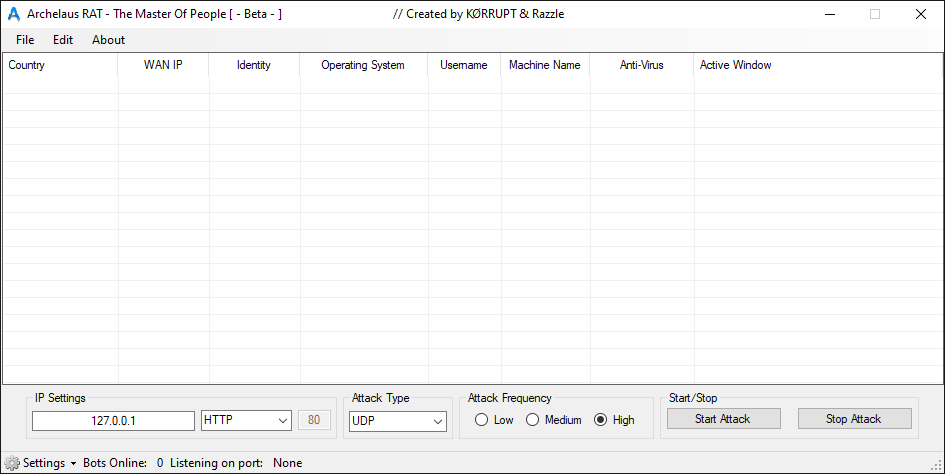 Archelaus RAT - The Master Of People [ - Beta - ] // Created by KØRRUPT & Razzle
File Edit About
Country WAN IP Identity Operating System Username Machine Name Anti-Virus Active Window
IP Settings Attack Type Attack Frequency Start/Stop
127.0.0.1 HTTP 80 UDP Low Medium High Start Attack Stop Attack
Settings Bots Online: 0 Listening on port: None